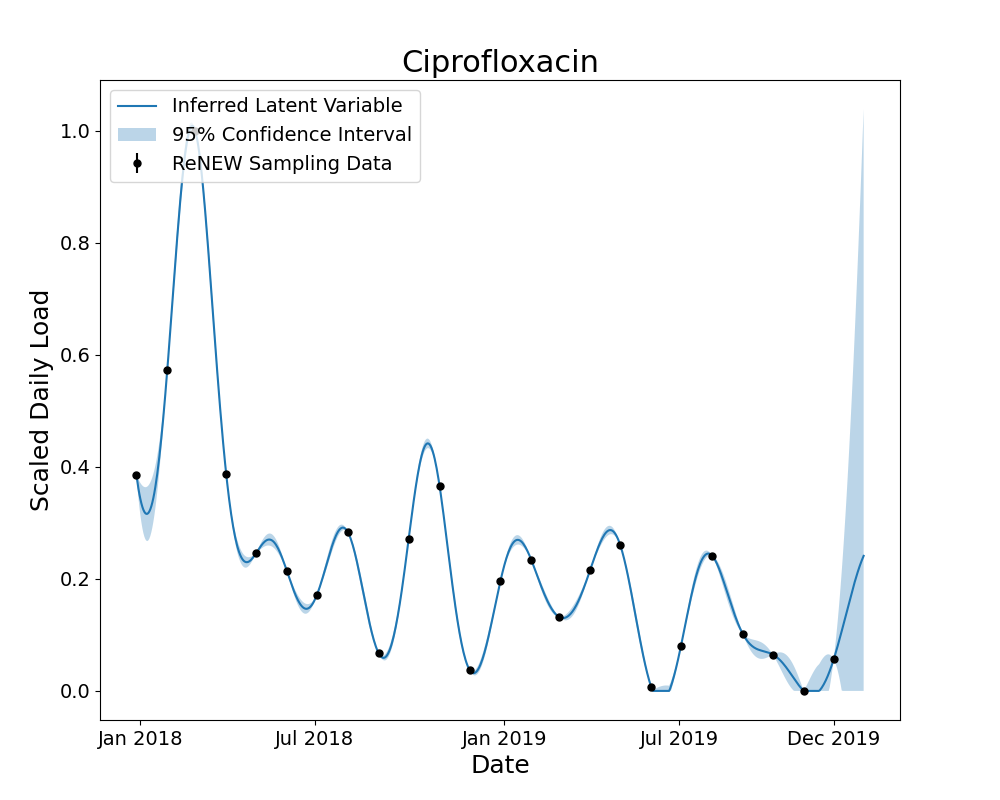 Ciprofloxacin
Inferred Latent Variable
95% Confidence Interval
ReNEW Sampling Data
1.0
0.8
0.6
0.4
0.2
0.0
Scaled Daily Load
Jan 2018
Jul 2018
Jan 2019
Jul 2019
Dec 2019
Date